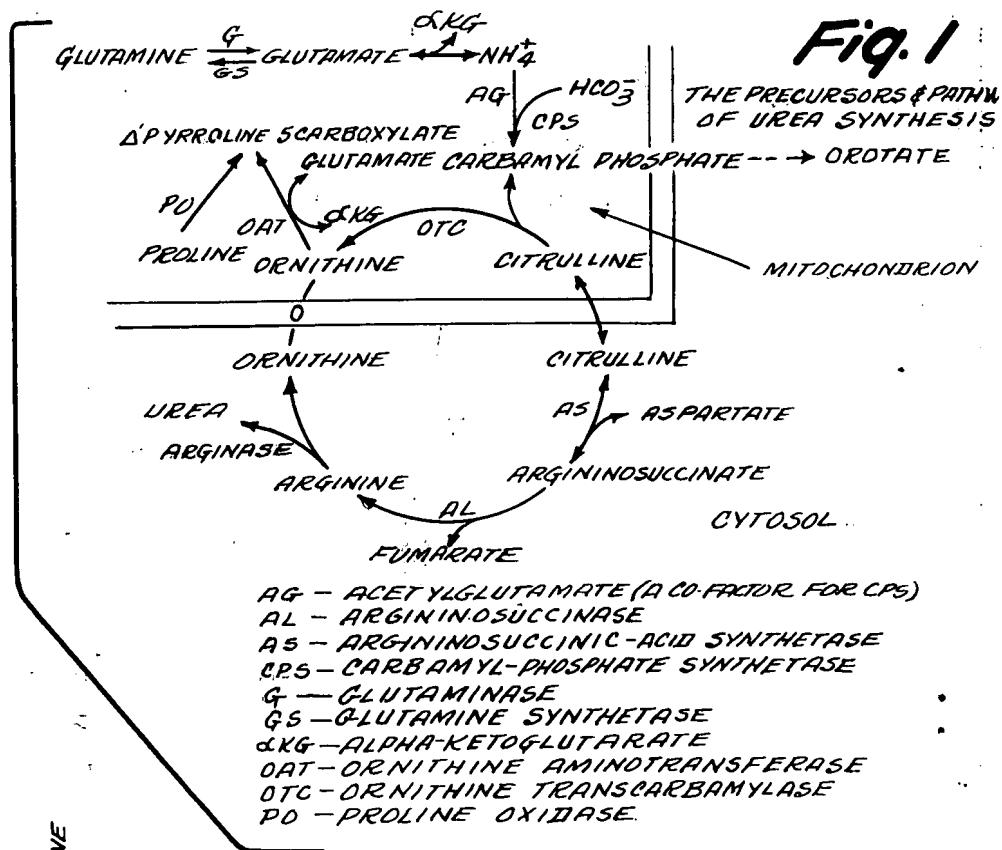 Fig. 1
THE PRECURSORS & PATHW
OF UREA SYNTHESIS
GLUTAMINE G GS GLUTAMATE αKG NH4+
AG HCO3-
CPS
Δ'PYRROLINE 5CARBOXYLATE
GLUTAMATE CARBAMYL PHOSPHATE --→ OROTATE
PO
OAT αKG OTC
PROLINE ORNITHINE CITRULLINE
MITOCHONDRION
O
ORNITHINE CITRULLINE
UREA AS ASPARTATE
ARGINASE
ARGININE ARGININOSUCCINATE
AL
CYTOSOL
FUMARATE
AG - ACETYLGLUTAMATE (A CO-FACTOR FOR CPS)
AL - ARGININOSUCCINASE
AS - ARGININOSUCCINIC-ACID SYNTHETASE
CPS - CARBAMYL-PHOSPHATE SYNTHETASE
G - GLUTAMINASE
GS - GLUTAMINE SYNTHETASE
αKG - ALPHA-KETOGLUTARATE
OAT - ORNITHINE AMINOTRANSFERASE
OTC - ORNITHINE TRANSCARBAMYLASE
PO - PROLINE OXIDASE